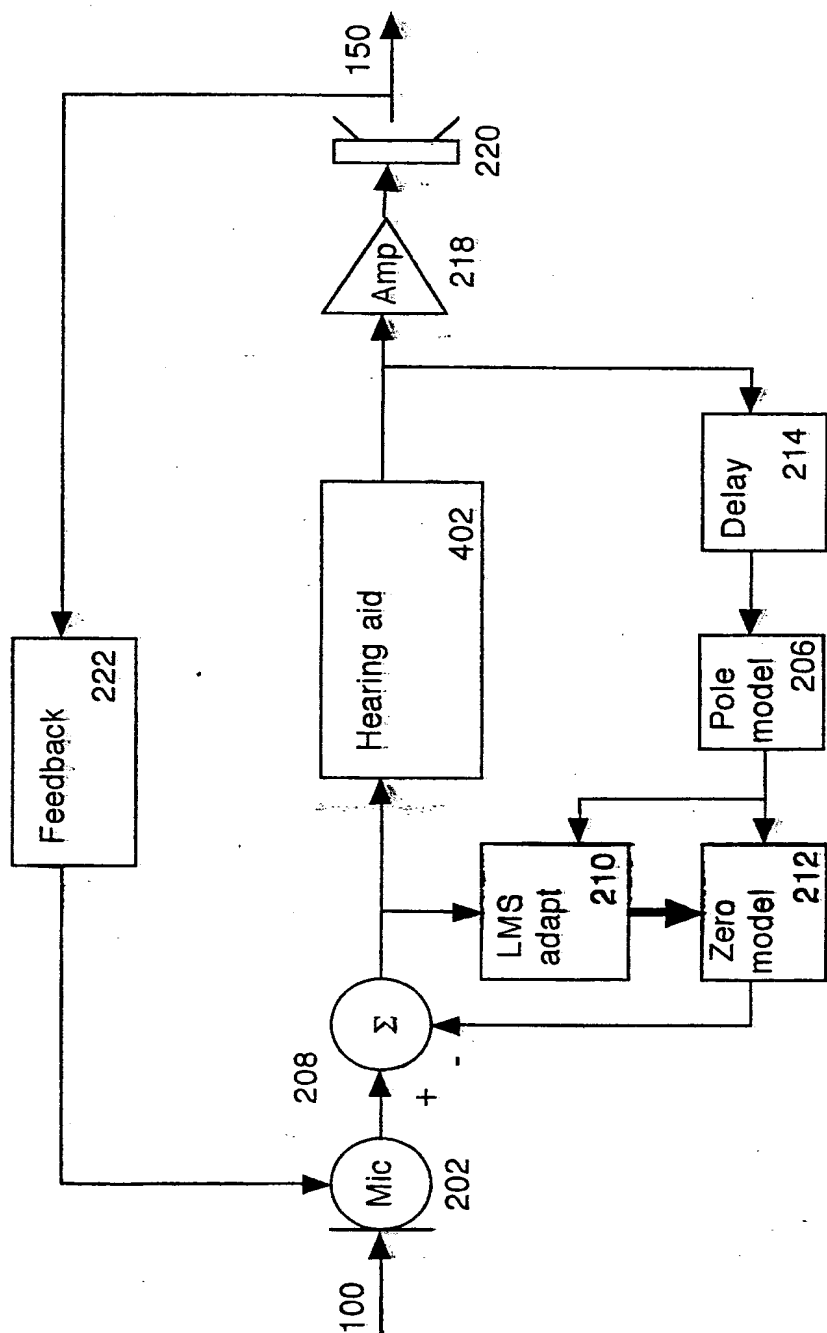 Feedback
222
100
Mic
202
208
Σ
+
-
Hearing aid
402
Amp
218
220
150
LMS
adapt
210
Zero
model
212
Pole
model
206
Delay
214